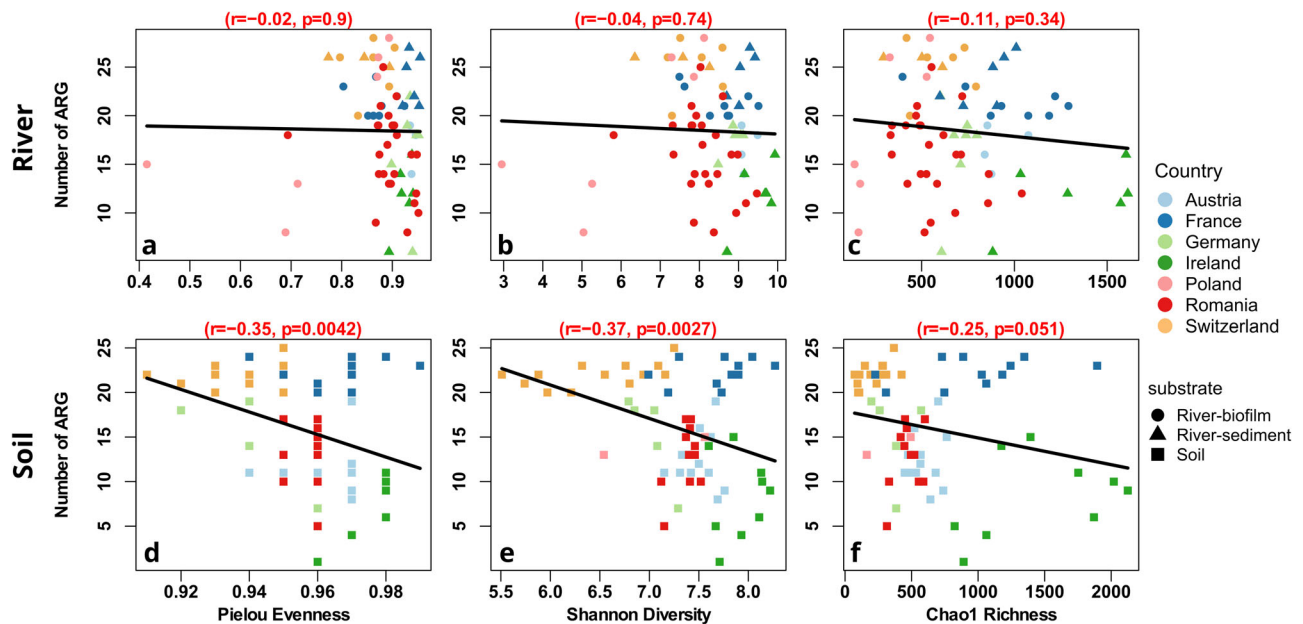 (r=−0.02, p=0.9)
(r=−0.04, p=0.74)
(r=−0.11, p=0.34)
River
Number of ARG
25
20
15
10
a
b
c
0.4 0.5 0.6 0.7 0.8 0.9
3 4 5 6 7 8 9 10
500 1000 1500
Country
Austria
France
Germany
Ireland
Poland
Romania
Switzerland
(r=−0.35, p=0.0042)
(r=−0.37, p=0.0027)
(r=−0.25, p=0.051)
Soil
Number of ARG
25
20
15
10
5
d
e
f
substrate
River-biofilm
River-sediment
Soil
0.92 0.94 0.96 0.98
5.5 6.0 6.5 7.0 7.5 8.0
0 500 1000 1500 2000
Pielou Evenness
Shannon Diversity
Chao1 Richness